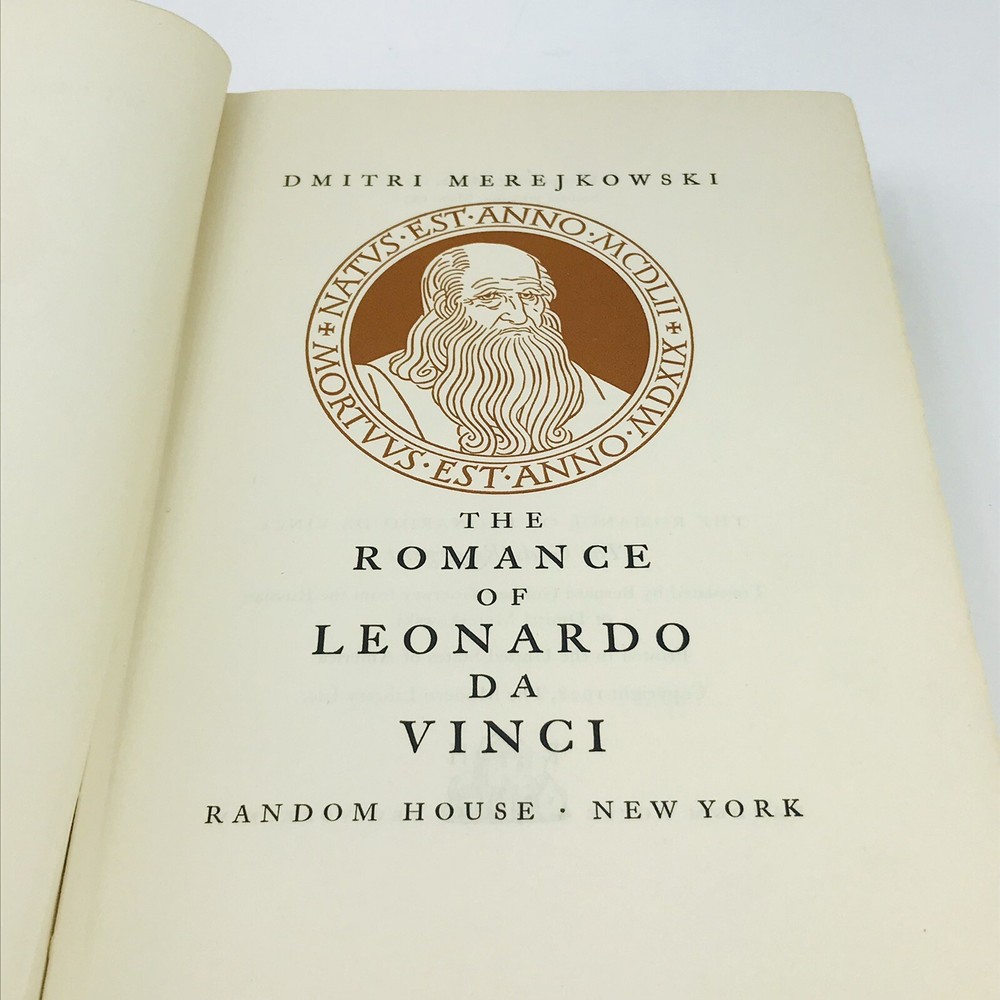 DMITRI MEREJKOWSKI
NATVS·EST·ANNO·MCDLII
MORTVVS·EST·ANNO·MDXIX
THE
ROMANCE
OF
LEONARDO
DA
VINCI
RANDOM HOUSE · NEW YORK